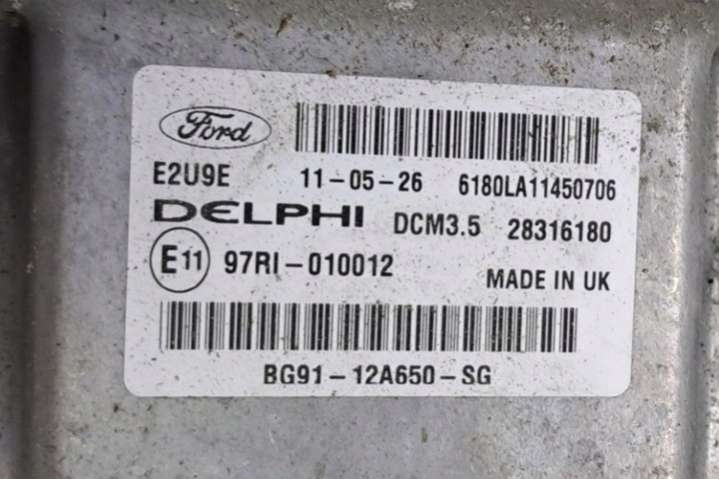 Ford
E2U9E 11-05-26 6180LA11450706
DELPHI DCM3.5 28316180
E11 97RI-010012 MADE IN UK
BG91-12A650-SG